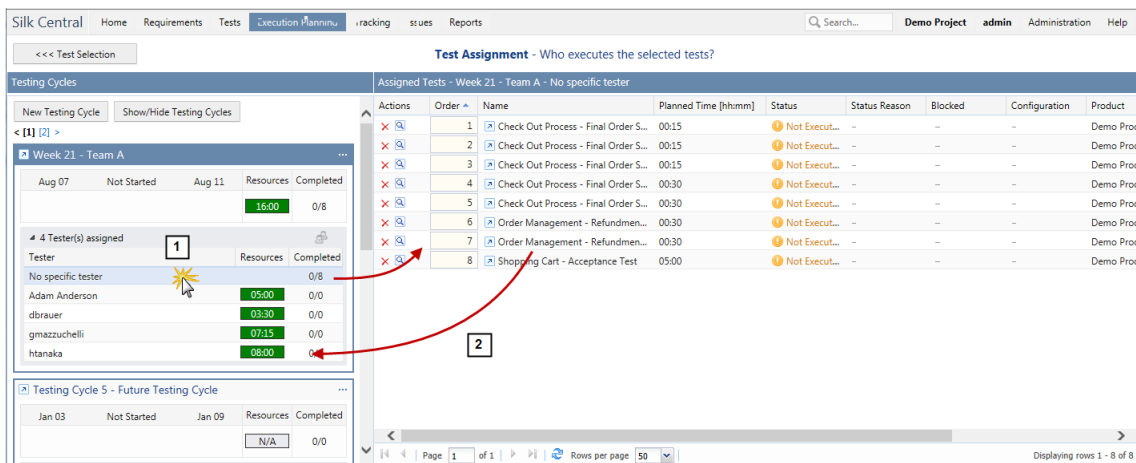 Silk Central Home Requirements Tests Execution Planning racking ssues Reports Search... Demo Project admin Administration Help
<<< Test Selection Test Assignment - Who executes the selected tests?
Testing Cycles
New Testing Cycle Show/Hide Testing Cycles
< [1] [2] >
Week 21 - Team A ...
Aug 07 Not Started Aug 11 Resources Completed
16:00 0/8
4 Tester(s) assigned
1
Tester Resources Completed
No specific tester 0/8
Adam Anderson 05:00 0/0
dbrauer 03:30 0/0
gmazzuchelli 07:15 0/0
htanaka 08:00
Testing Cycle 5 - Future Testing Cycle ...
Jan 03 Not Started Jan 09 Resources Completed
N/A 0/0
Assigned Tests - Week 21 - Team A - No specific tester
Actions Order Name Planned Time [hh:mm] Status Status Reason Blocked Configuration Product
1 Check Out Process - Final Order S... 00:15 Not Execut... - - - Demo Proc
2 Check Out Process - Final Order S... 00:15 Not Execut... - - - Demo Proc
3 Check Out Process - Final Order S... 00:15 Not Execut... - - - Demo Proc
4 Check Out Process - Final Order S... 00:30 Not Execut... - - - Demo Proc
5 Check Out Process - Final Order S... 00:30 Not Execut... - - - Demo Proc
6 Order Management - Refundmen... 00:30 Not Execut... - - - Demo Proc
7 Order Management - Refundmen... 00:30 Not Execut... - - - Demo Proc
8 Shopping Cart - Acceptance Test 05:00 Not Execut... - - - Demo Proc
2
Page 1 of 1 Rows per page 50 Displaying rows 1 - 8 of 8